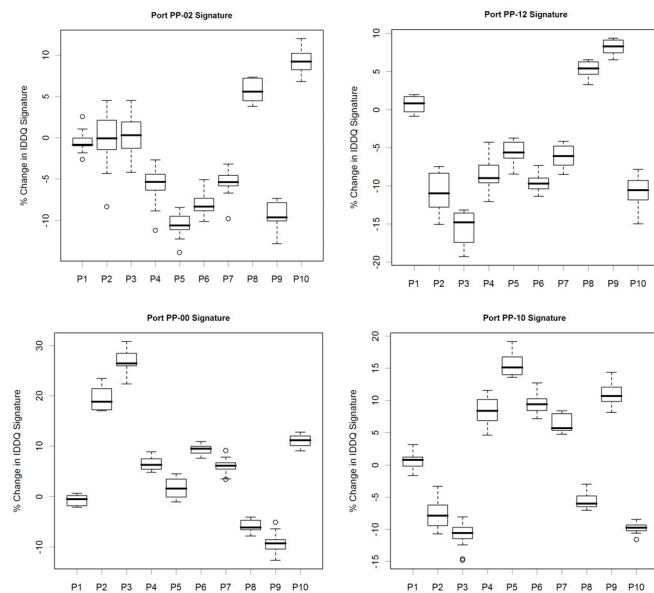 Port PP-02 Signature
% Change in IDDQ Signature
10
5
0
-5
-10
P1 P2 P3 P4 P5 P6 P7 P8 P9 P10
Port PP-12 Signature
% Change in IDDQ Signature
10
5
0
-5
-10
-15
-20
P1 P2 P3 P4 P5 P6 P7 P8 P9 P10
Port PP-00 Signature
% Change in IDDQ Signature
30
20
10
0
-10
P1 P2 P3 P4 P5 P6 P7 P8 P9 P10
Port PP-10 Signature
% Change in IDDQ Signature
20
15
10
5
0
-5
-10
-15
P1 P2 P3 P4 P5 P6 P7 P8 P9 P10